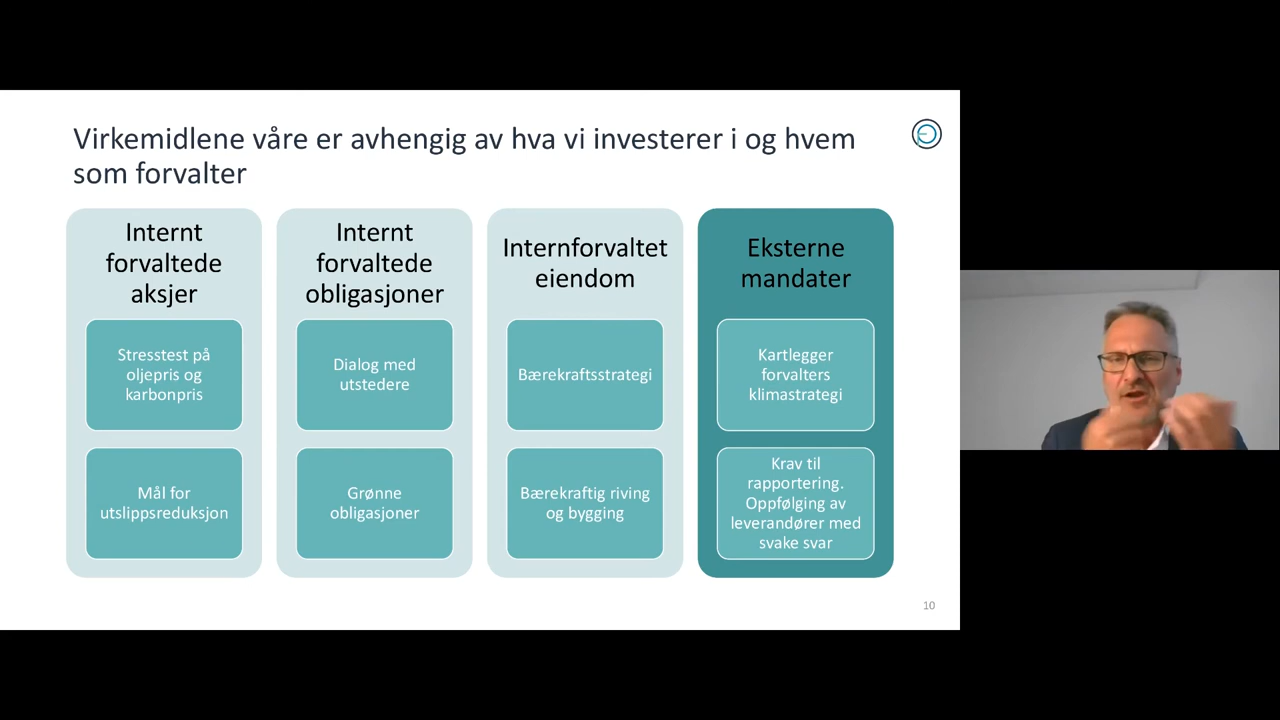 Virkemidlene våre er avhengig av hva vi investerer i og hvem
som forvalter
Internt
forvaltede
aksjer
Stresstest på
oljepris og
karbonpris
Mål for
utslippsreduksjon
Internt
forvaltede
obligasjoner
Dialog med
utstedere
Grønne
obligasjoner
Internforvaltet
eiendom
Bærekraftsstrategi
Bærekraftig riving
og bygging
Eksterne
mandater
Kartlegger
forvalters
klimastrategi
Krav til
rapportering.
Oppfølging av
leverandører med
svake svar
10